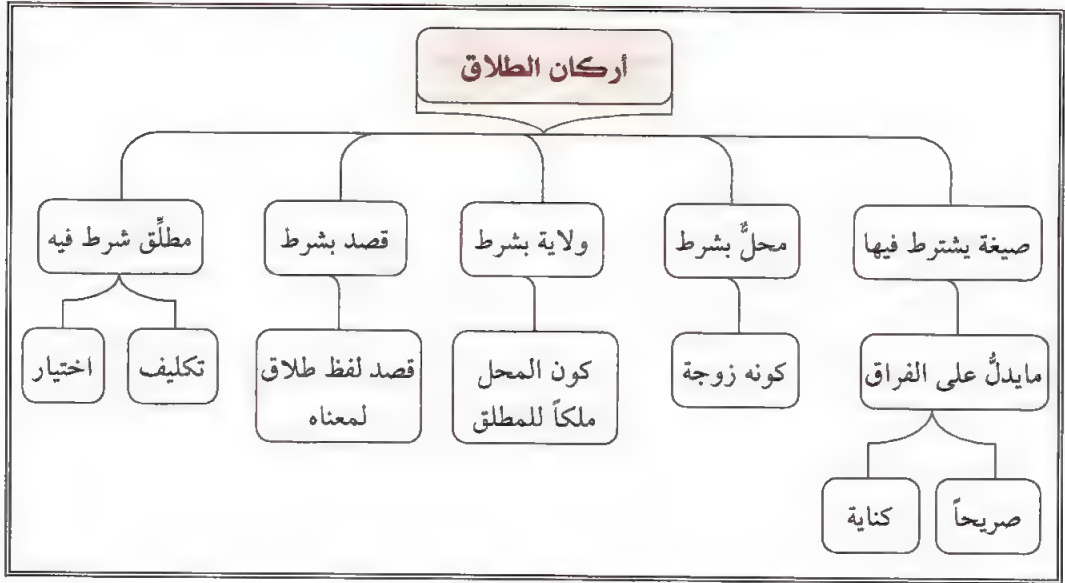 أركان الطلاق
صيغة يشترط فيها
محلٌّ بشرط
ولاية بشرط
قصد بشرط
مطلِّق شرط فيه
مايدلُّ على الفراق
كونه زوجة
كون المحل
ملكاً للمطلق
قصد لفظ طلاق
لمعناه
تكليف
اختيار
صريحاً
كناية